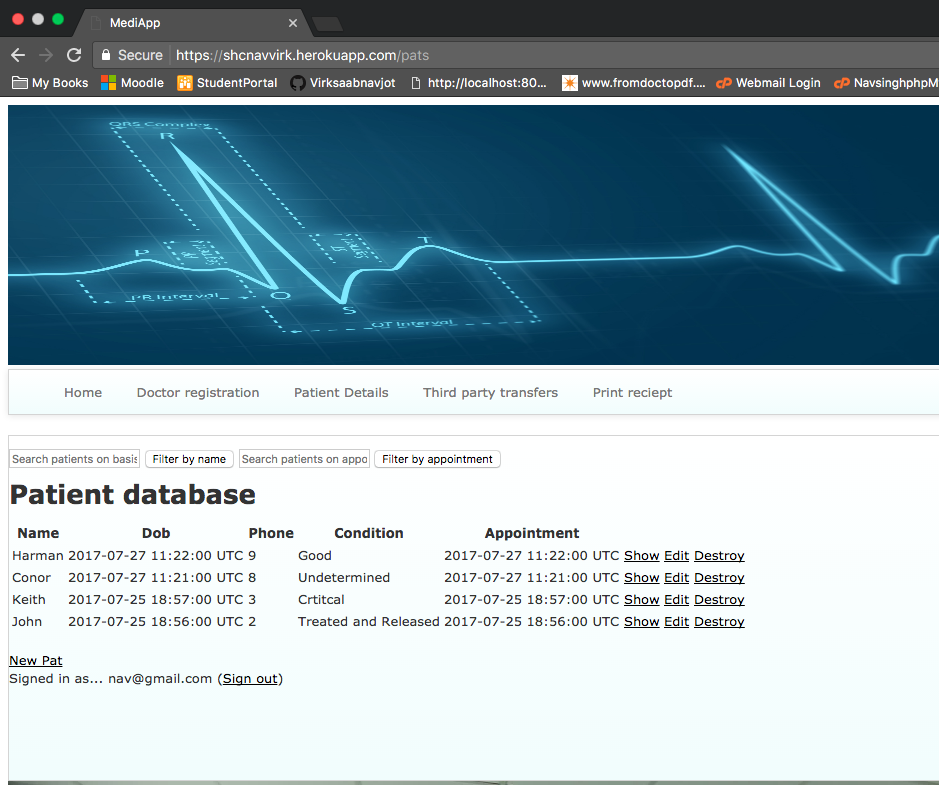 MediApp
Secure https://shcnavvirk.herokuapp.com/pats
My Books Moodle StudentPortal Virksaabnavjot http://localhost:80... www.fromdoctopdf.... Webmail Login NavsinghphpM
QRS Complex
R
P
T
PR Interval
Q
S
QT Interval
Home Doctor registration Patient Details Third party transfers Print reciept
Search patients on basis Filter by name Search patients on appo Filter by appointment
Patient database
Name Dob Phone Condition Appointment
Harman 2017-07-27 11:22:00 UTC 9 Good 2017-07-27 11:22:00 UTC Show Edit Destroy
Conor 2017-07-27 11:21:00 UTC 8 Undetermined 2017-07-27 11:21:00 UTC Show Edit Destroy
Keith 2017-07-25 18:57:00 UTC 3 Crtitcal 2017-07-25 18:57:00 UTC Show Edit Destroy
John 2017-07-25 18:56:00 UTC 2 Treated and Released 2017-07-25 18:56:00 UTC Show Edit Destroy
New Pat
Signed in as... nav@gmail.com (Sign out)